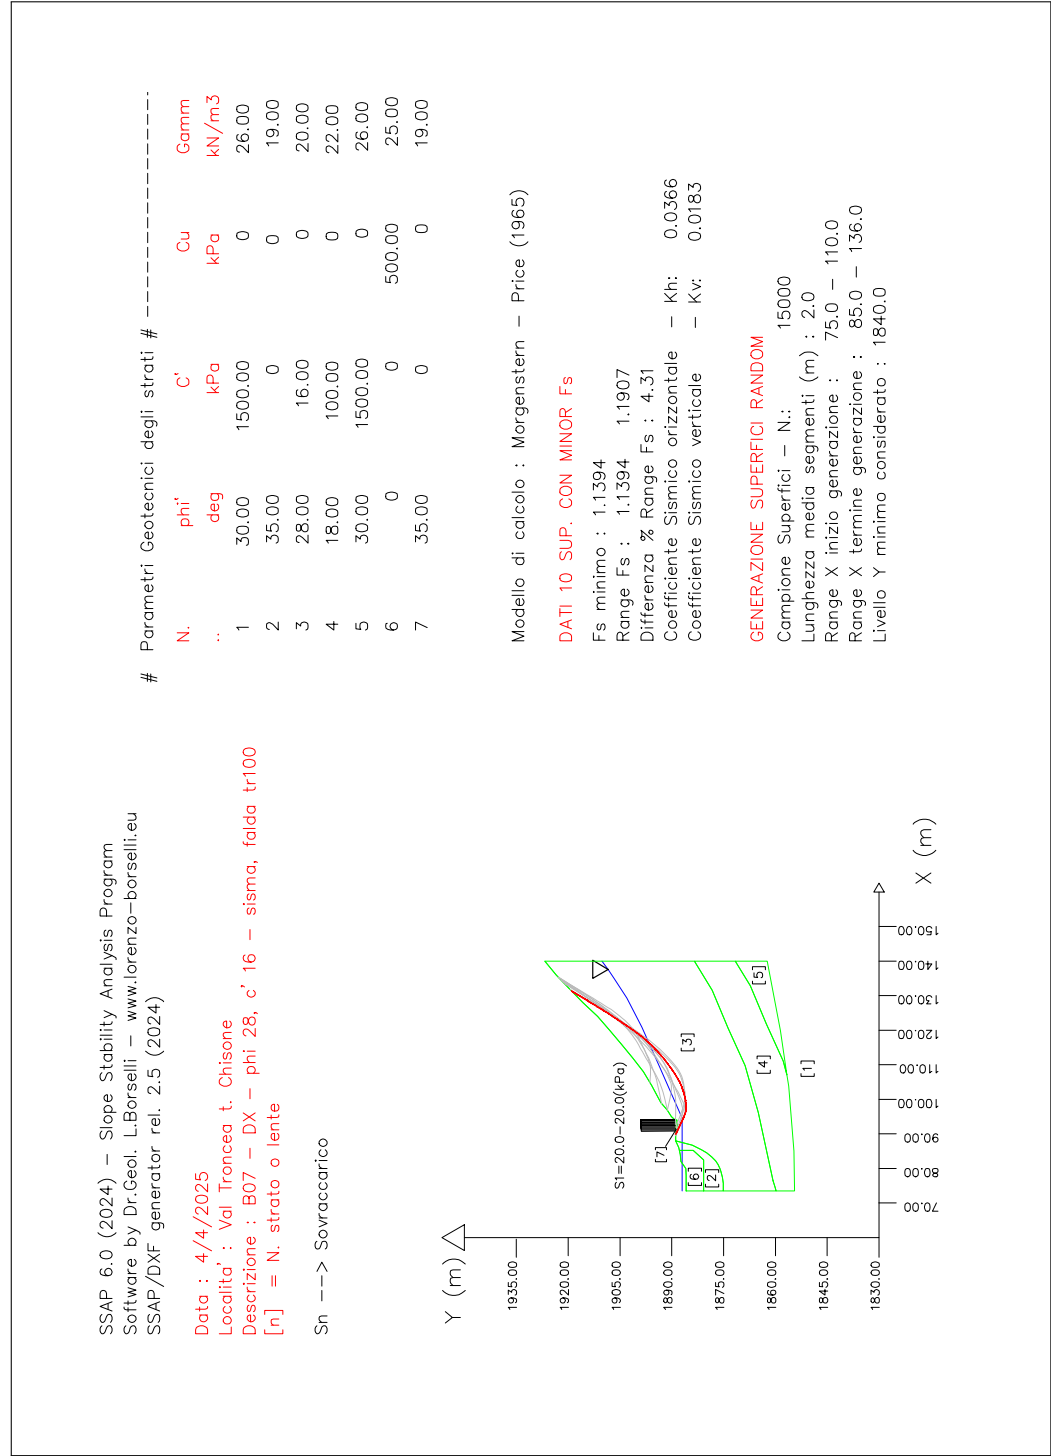 SSAP 6.0 (2024) - Slope Stability Analysis Program
Software by Dr.Geol. L.Borselli - www.lorenzo-borselli.eu
SSAP/DXF generator rel. 2.5 (2024)
Data : 4/4/2025
Localita' : Val Troncea t. Chisone
Descrizione : B07 - DX - phi 28, c' 16 - sisma, falda tr100
[n] = N. strato o lente
Sn ---> Sovraccarico
# Parametri Geotecnici degli strati # -----------------------
N. phi' C' Cu Gamm
.. deg kPa kPa kN/m3
1 30.00 1500.00 0 26.00
2 35.00 0 0 19.00
3 28.00 16.00 0 20.00
4 18.00 100.00 0 22.00
5 30.00 1500.00 0 26.00
6 0 0 500.00 25.00
7 35.00 0 0 19.00
Modello di calcolo : Morgenstern - Price (1965)
DATI 10 SUP. CON MINOR Fs
Fs minimo : 1.1394
Range Fs : 1.1394 1.1907
Differenza % Range Fs : 4.31
Coefficiente Sismico orizzontale - Kh: 0.0366
Coefficiente Sismico verticale - Kv: 0.0183
GENERAZIONE SUPERFICI RANDOM
Campione Superfici - N.: 15000
Lunghezza media segmenti (m) : 2.0
Range X inizio generazione : 75.0 - 110.0
Range X termine generazione : 85.0 - 136.0
Livello Y minimo considerato : 1840.0
Y (m)
1935.00
1920.00
1905.00
1890.00
1875.00
1860.00
1845.00
1830.00
S1=20.0-20.0(kPa)
[7]
[6]
[2]
[3]
[4]
[5]
[1]
70.00 80.00 90.00 100.00 110.00 120.00 130.00 140.00 150.00
X (m)